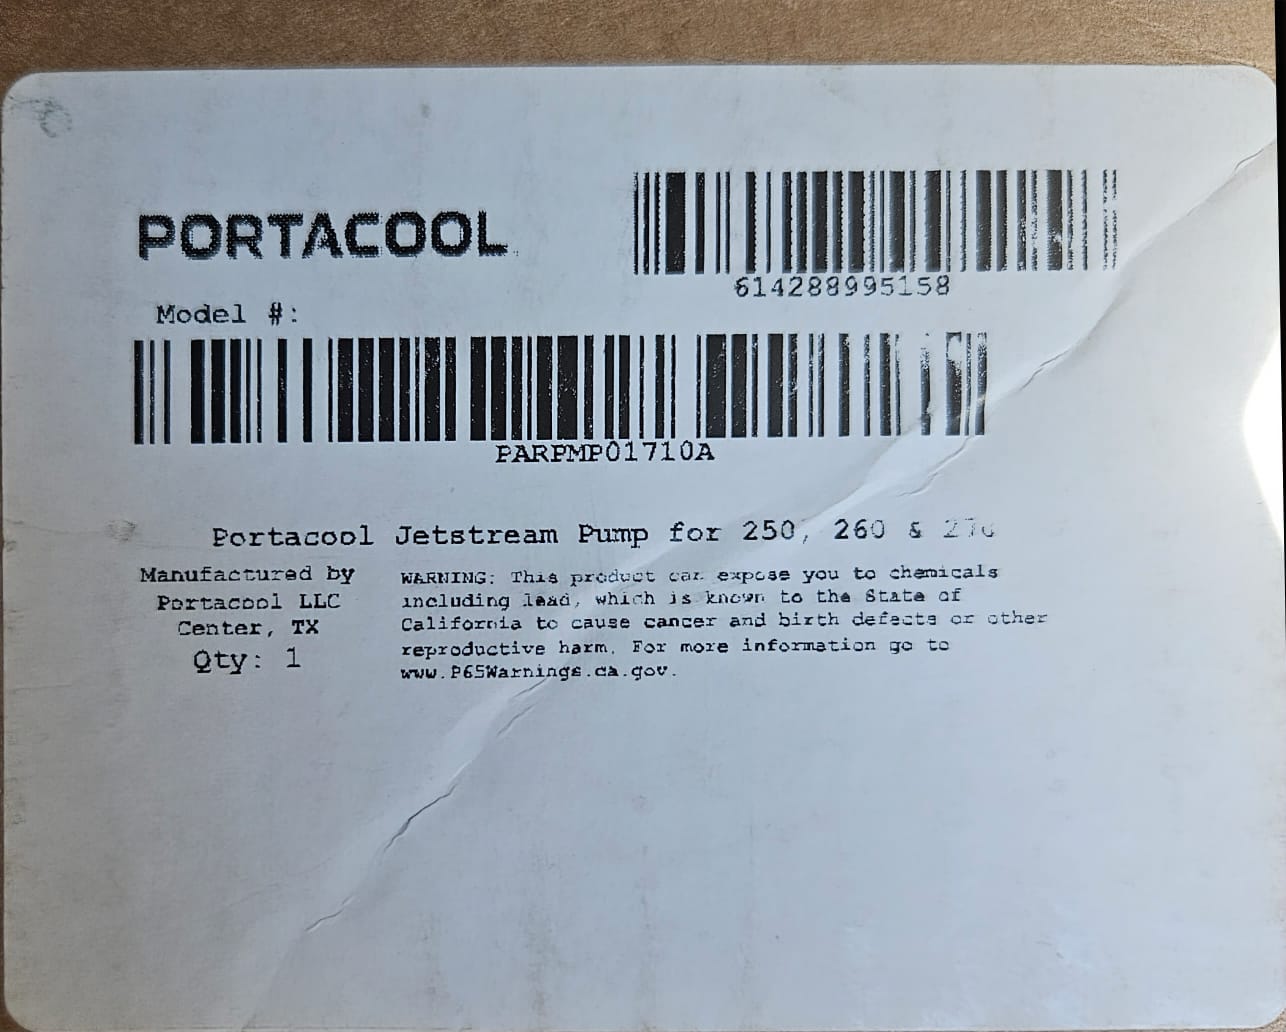 PORTACOOL
614288995158
Model #:
PARPMP01710A
Portacool Jetstream Pump for 250, 260 & 270
Manufactured by
Portacool LLC
Center, TX
Qty: 1
WARNING: This product can expose you to chemicals
including lead, which is known to the State of
California to cause cancer and birth defects or other
reproductive harm. For more information go to
www.P65Warnings.ca.gov.